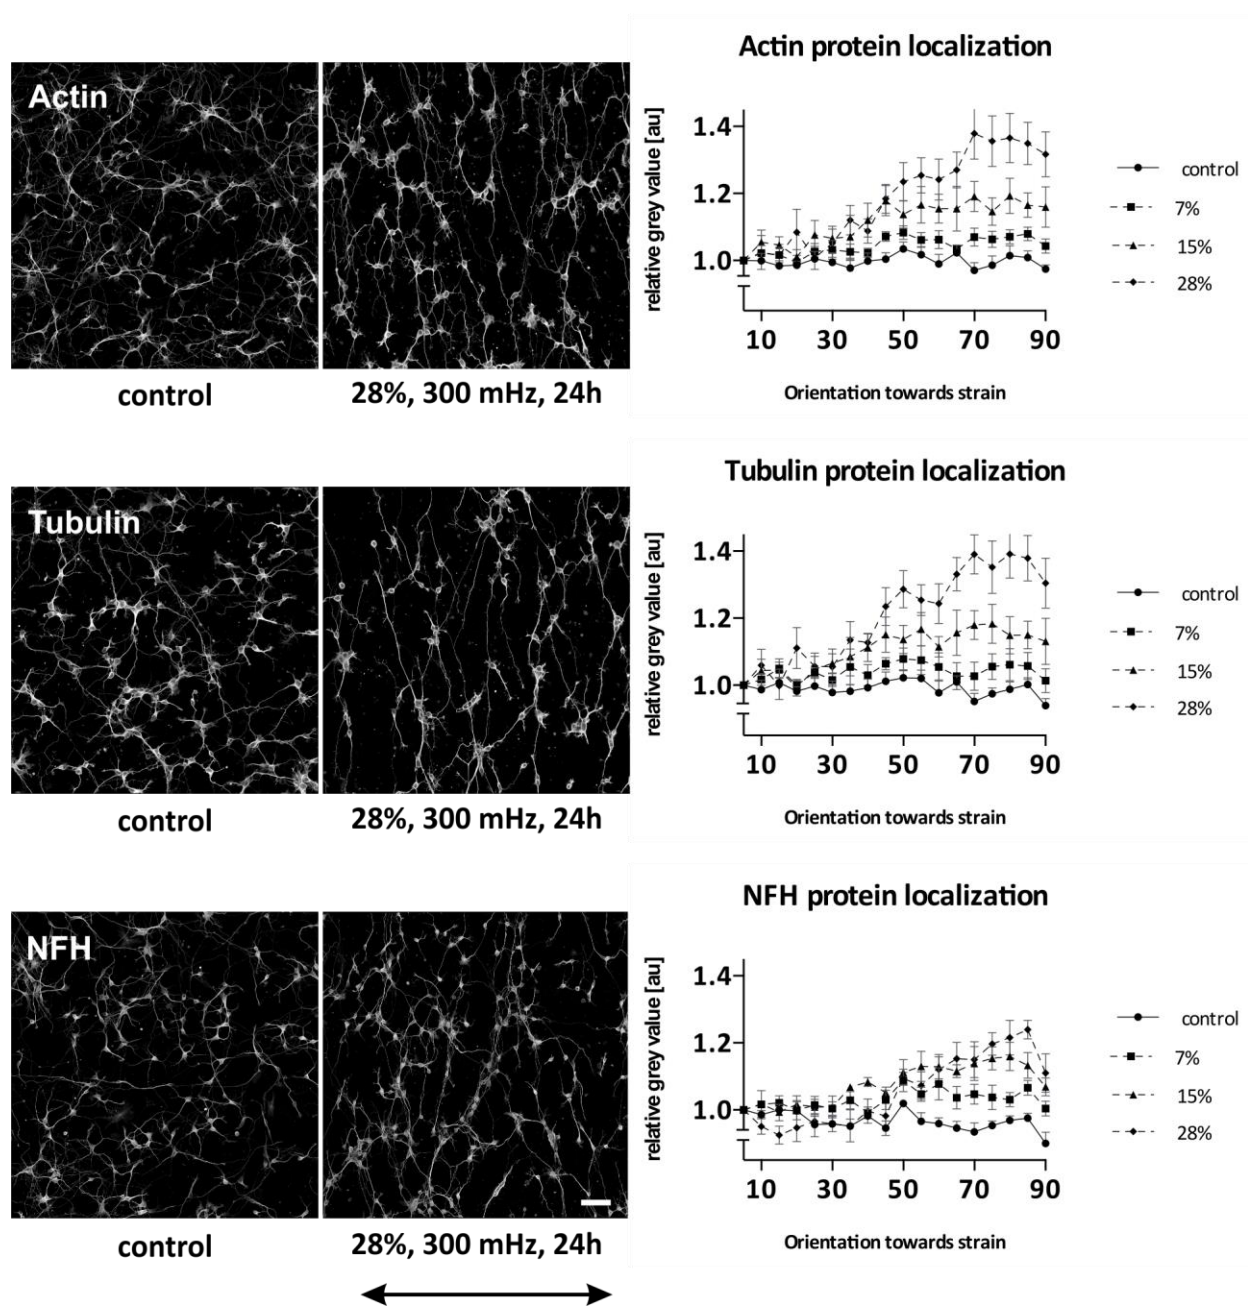 Actin protein localization
Actin
relative grey value [au]
1.4
1.2
1.0
10 30 50 70 90
Orientation towards strain
control
7%
15%
28%
control
28%, 300 mHz, 24h
Tubulin protein localization
Tubulin
relative grey value [au]
1.4
1.2
1.0
10 30 50 70 90
Orientation towards strain
control
7%
15%
28%
control
28%, 300 mHz, 24h
NFH protein localization
NFH
relative grey value [au]
1.4
1.2
1.0
10 30 50 70 90
Orientation towards strain
control
7%
15%
28%
control
28%, 300 mHz, 24h